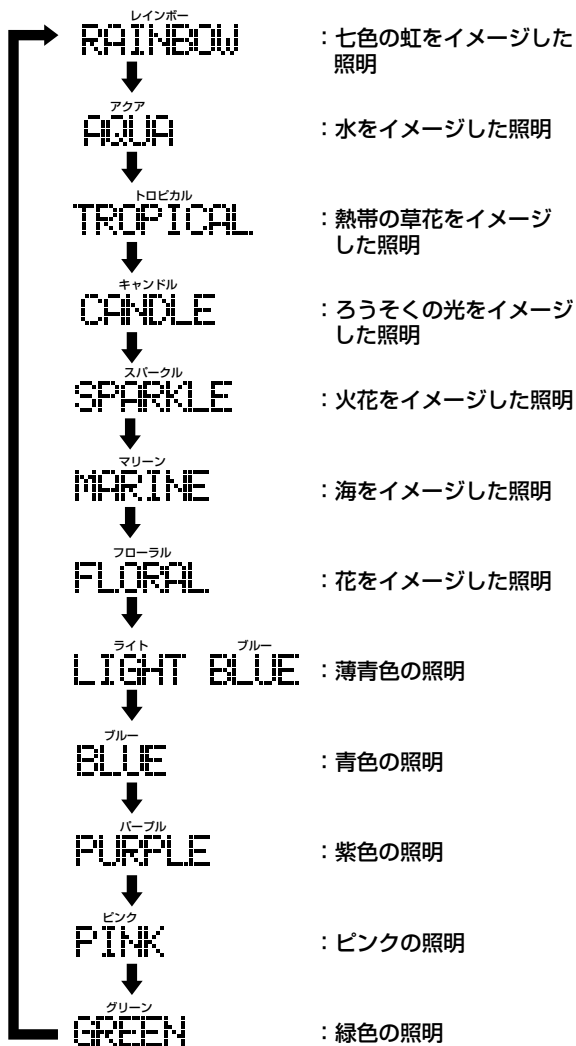 レインボー
RAINBOW :七色の虹をイメージした
照明
アクア
AQUA :水をイメージした照明
トロピカル
TROPICAL :熱帯の草花をイメージ
した照明
キャンドル
CANDLE :ろうそくの光をイメージ
した照明
スパークル
SPARKLE :火花をイメージした照明
マリーン
MARINE :海をイメージした照明
フローラル
FLORAL :花をイメージした照明
ライト ブルー
LIGHT BLUE :薄青色の照明
ブルー
BLUE :青色の照明
パープル
PURPLE :紫色の照明
ピンク
PINK :ピンクの照明
グリーン
GREEN :緑色の照明